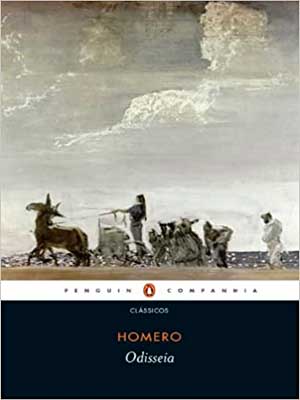 PENGUIN COMPANHIA
CLÁSSICOS
HOMERO
Odisseia